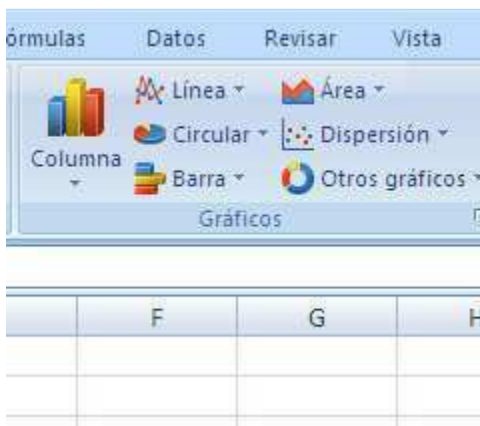 órmulas Datos Revisar Vista
Columna
Línea
Área
Circular
Dispersión
Barra
Otros gráficos
Gráficos
F G H